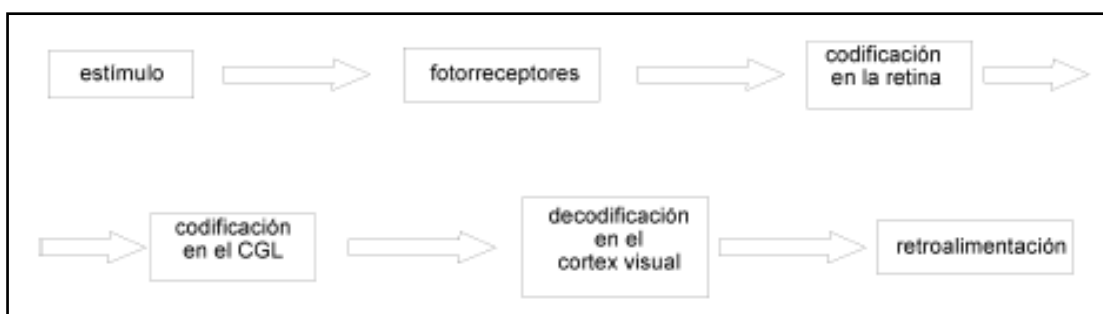 estímulo
fotorreceptores
codificación
en la retina
codificación
en el CGL
decodificación
en el
cortex visual
retroalimentación